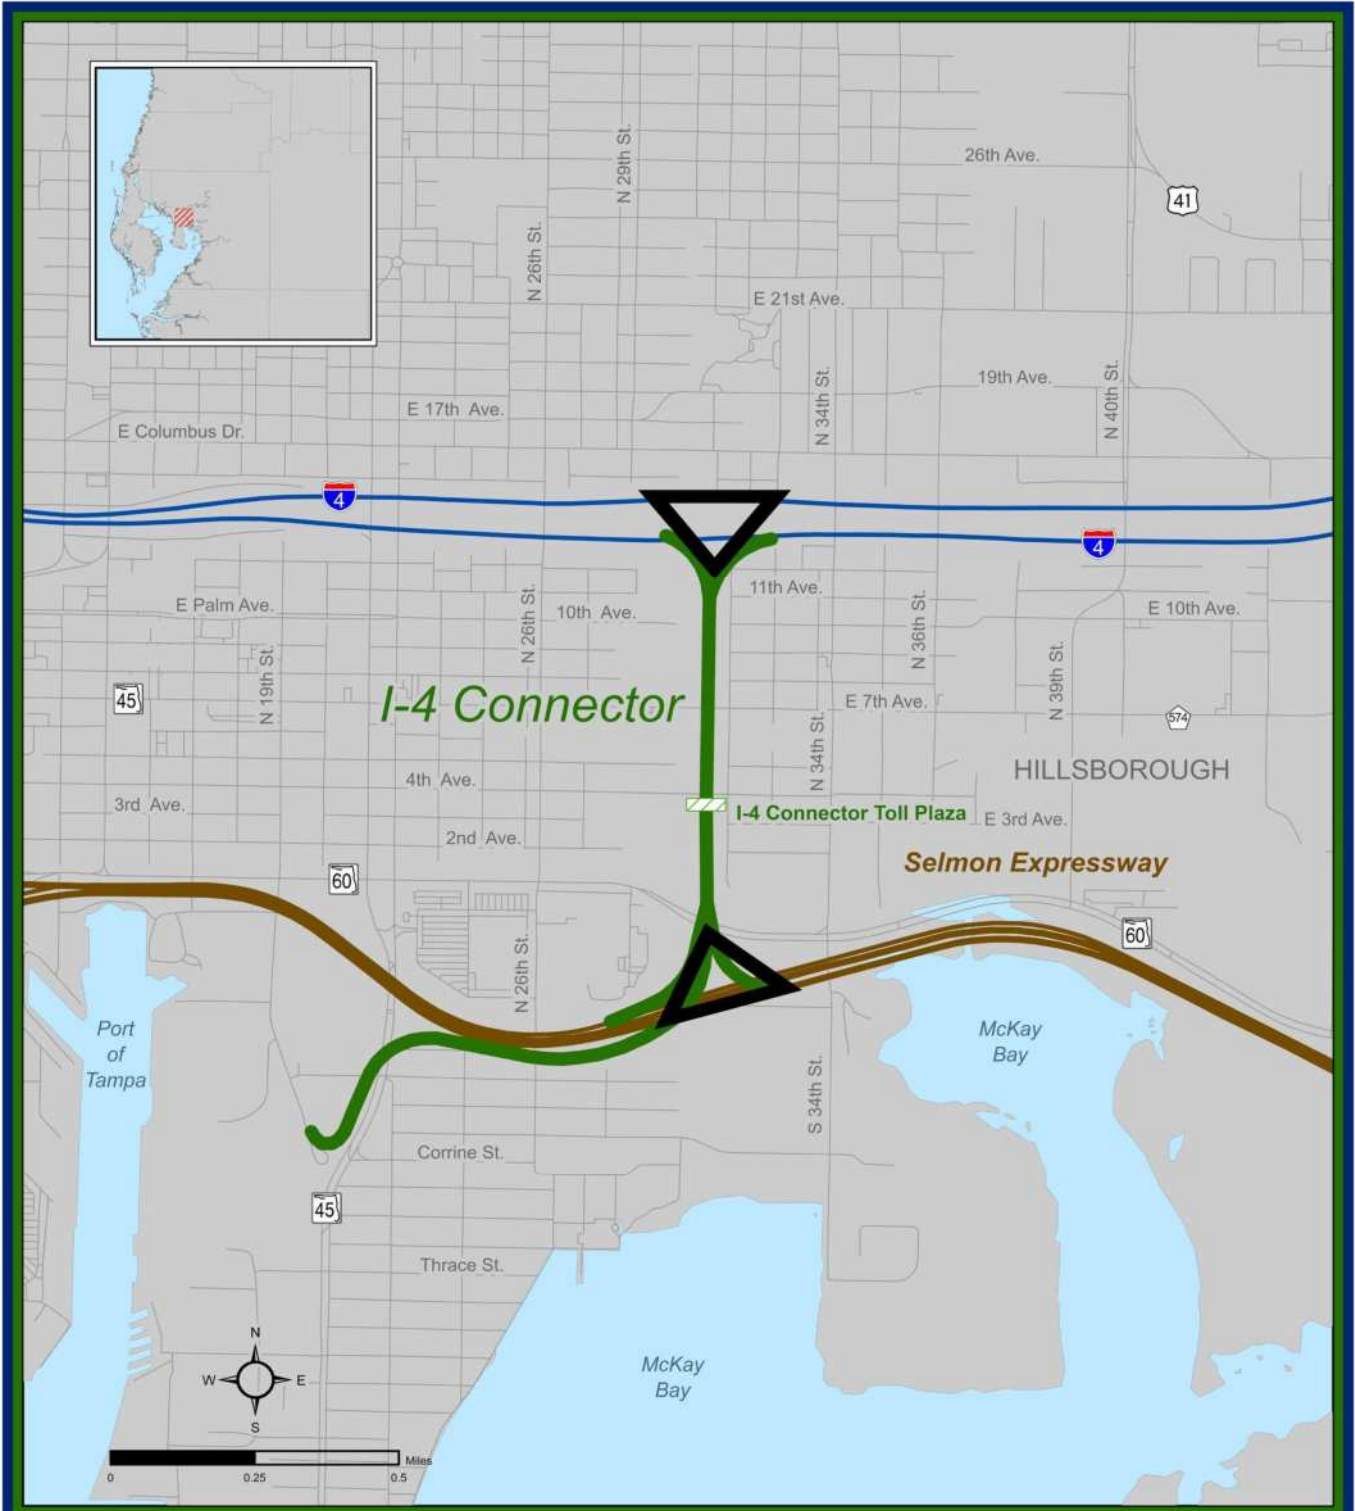 N 29th St.
26th Ave.
41
N 26th St.
E 21st Ave.
19th Ave.
N 34th St.
N 40th St.
E 17th Ave.
E Columbus Dr.
4
4
11th Ave.
E Palm Ave.
N 26th St.
10th Ave.
N 36th St.
E 10th Ave.
N 19th St.
45
I-4 Connector
E 7th Ave.
N 39th St.
574
N 34th St.
HILLSBOROUGH
4th Ave.
3rd Ave.
I-4 Connector Toll Plaza
E 3rd Ave.
2nd Ave.
Selmon Expressway
60
60
N 26th St.
Port
of
Tampa
McKay
Bay
S 34th St.
Corrine St.
45
Thrace St.
N
W
E
S
McKay
Bay
Miles
0
0.25
0.5